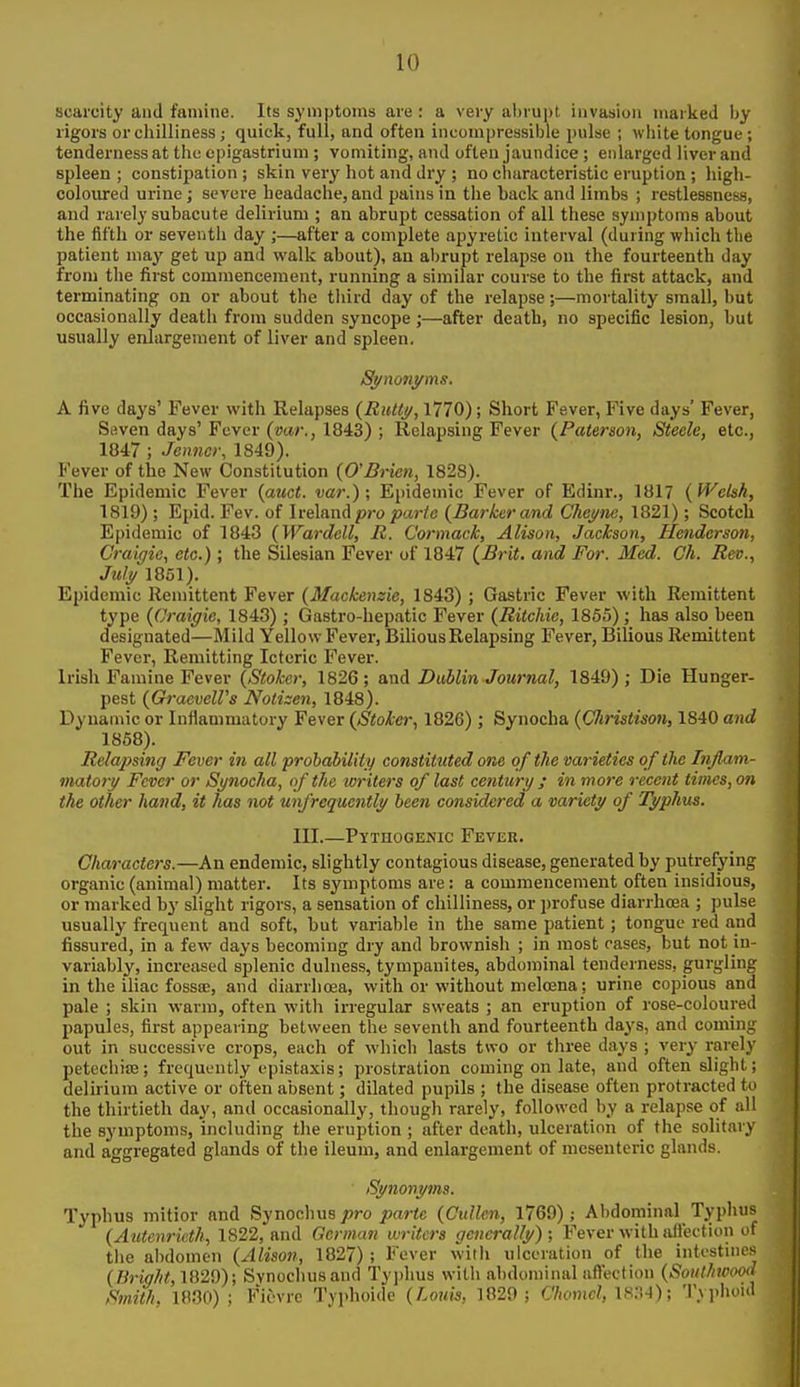 10
scarcity and famine. Its symptoms are : a very abrupt invasion marked by
rigors or chilliness ; quick, full, and often incompressible pulse ; white tongue ;
tenderness at the epigastrium ; vomiting, and often jaundice ; enlarged liver and
spleen ; constipation ; skin very hot and dry ; no characteristic eruption ; high-
coloured urine ; severe headache, and pains in the back and limbs ; restlessness,
and rarely subacute delirium ; an abrupt cessation of all these symptoms about
the fifth or seventh day ;—after a complete apyretic interval (during which the
patient may get up and walk about), an abrupt relapse on the fourteenth day
from the first commencement, running a similar course to the first attack, and
terminating on or about the third day of the relapse ;—mortality small, but
occasionally death from sudden syncope ;—after death, no specific lesion, but
usually enlargement of liver and spleen.
Synonyms.
A five days' Fever with Relapses (Rutty, 1770) ; Short Fever, Five days' Fever,
Seven days' Fever (var., 1843) ; Relapsing Fever (Paterson, Steele, etc.,
1847 ; Jenner, 1849).
Fever of the New Constitution (O'Brien, 1828).
The Epidemic Fever (auct. var.) ; Epidemic Fever of Edinr., 1817 (Welsh,
1819) ; Epid. Fev. of Ireland pro parte (Barker and Cheyne, 1821) ; Scotch
Epidemic of 1843 (Wardell, R. Cormack, Alison, Jackson, Henderson,
Craigie, etc.) ; the Silesian Fever of 1847 (Brit. and For. Med. Ch. Rev.,
July 1851).
Epidemic Remittent Fever (Mackenzie, 1843) ; Gastric Fever with Remittent
type (Craigie, 1843) ; Gastro-hepatic Fever (Ritchie, 1855) ; has also been
designated—Mild Yellow Fever, Bilious Relapsing Fever, Bilious Remittent
Fever, Remitting Icteric Fever.
Irish Famine Fever (Stoker, 1826 ; and Dublin Journal, 1849) ; Die Hunger-
pest (Graevell's Notizen, 1848).
Dynamic or Inflammatory Fever (Stoker, 1826) ; Synocha (Christison, 1840 and
1858).
Relapsing Fever in all probability constituted one of the varieties of the Inflam-
matory Fever or Synocha, of the writers of last century ; in more recent times, on
the other hand, it has not unfrequently been considered a variety of Typhus.
III.—Pythogenic Fever.
Characters.—An endemic, slightly contagious disease, generated by putrefying
organic (animal) matter. Its symptoms are : a commencement often insidious,
or marked by slight rigors, a sensation of chilliness, or profuse diarrhœa ; pulse
usually frequent and soft, but variable in the same patient ; tongue red and
fissured, in a few days becoming dry and brownish ; in most cases, but not in-
variably, increased splenic dulness, tympanites, abdominal tenderness, gurgling
in the iliac fossæ, and diarrhœa, with or without melœna ; urine copious and
pale ; skin warm, often with irregular sweats ; an eruption of rose-coloured
papules, first appearing between the seventh and fourteenth days, and coming
out in successive crops, each of which lasts two or three days ; very rarely
petechiæ ; frequently epistaxis ; prostration coming on late, and often slight ;
delirium active or often absent ; dilated pupils ; the disease often protracted to
the thirtieth day, and occasionally, though rarely, followed by a relapse of all
the symptoms, including the eruption ; after death, ulceration of the solitary
and aggregated glands of the ileum, and enlargement of mesenteric glands.
Synonyms.
Typhus mitior and Synochus pro parte (Cullen, 1769) ; Abdominal Typhus
(Autenrieth, 1822, and German writers generally) ; Fever with affection of
the abdomen (Alison, 1827) ; Fever with ulceration of the intestines
(Bright, 1829) ; Synochus and Typhus with abdominal affection (Southwood
Smith, 1830) ; Fièvre Typhoide (Louis, 1829 ; Chomel, 1834) ; Typhoid